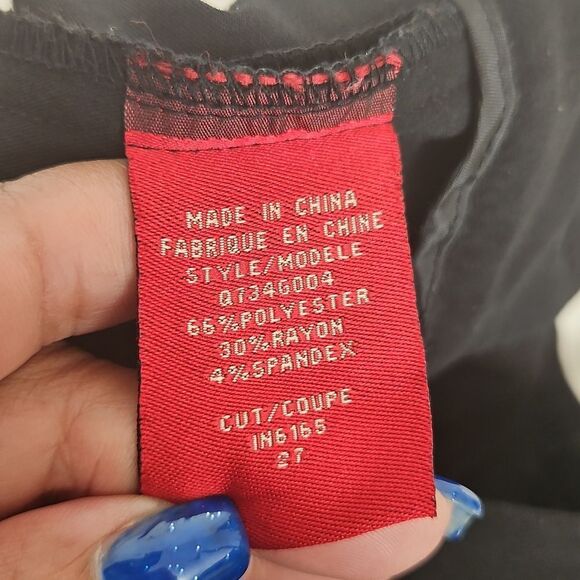 MADE IN CHINA
FABRIQUE EN CHINE
STYLE/MODELE
Q734G004
66%POLYESTER
30%RAYON
4%SPANDEX
CUT/COUPE
IN6165
27